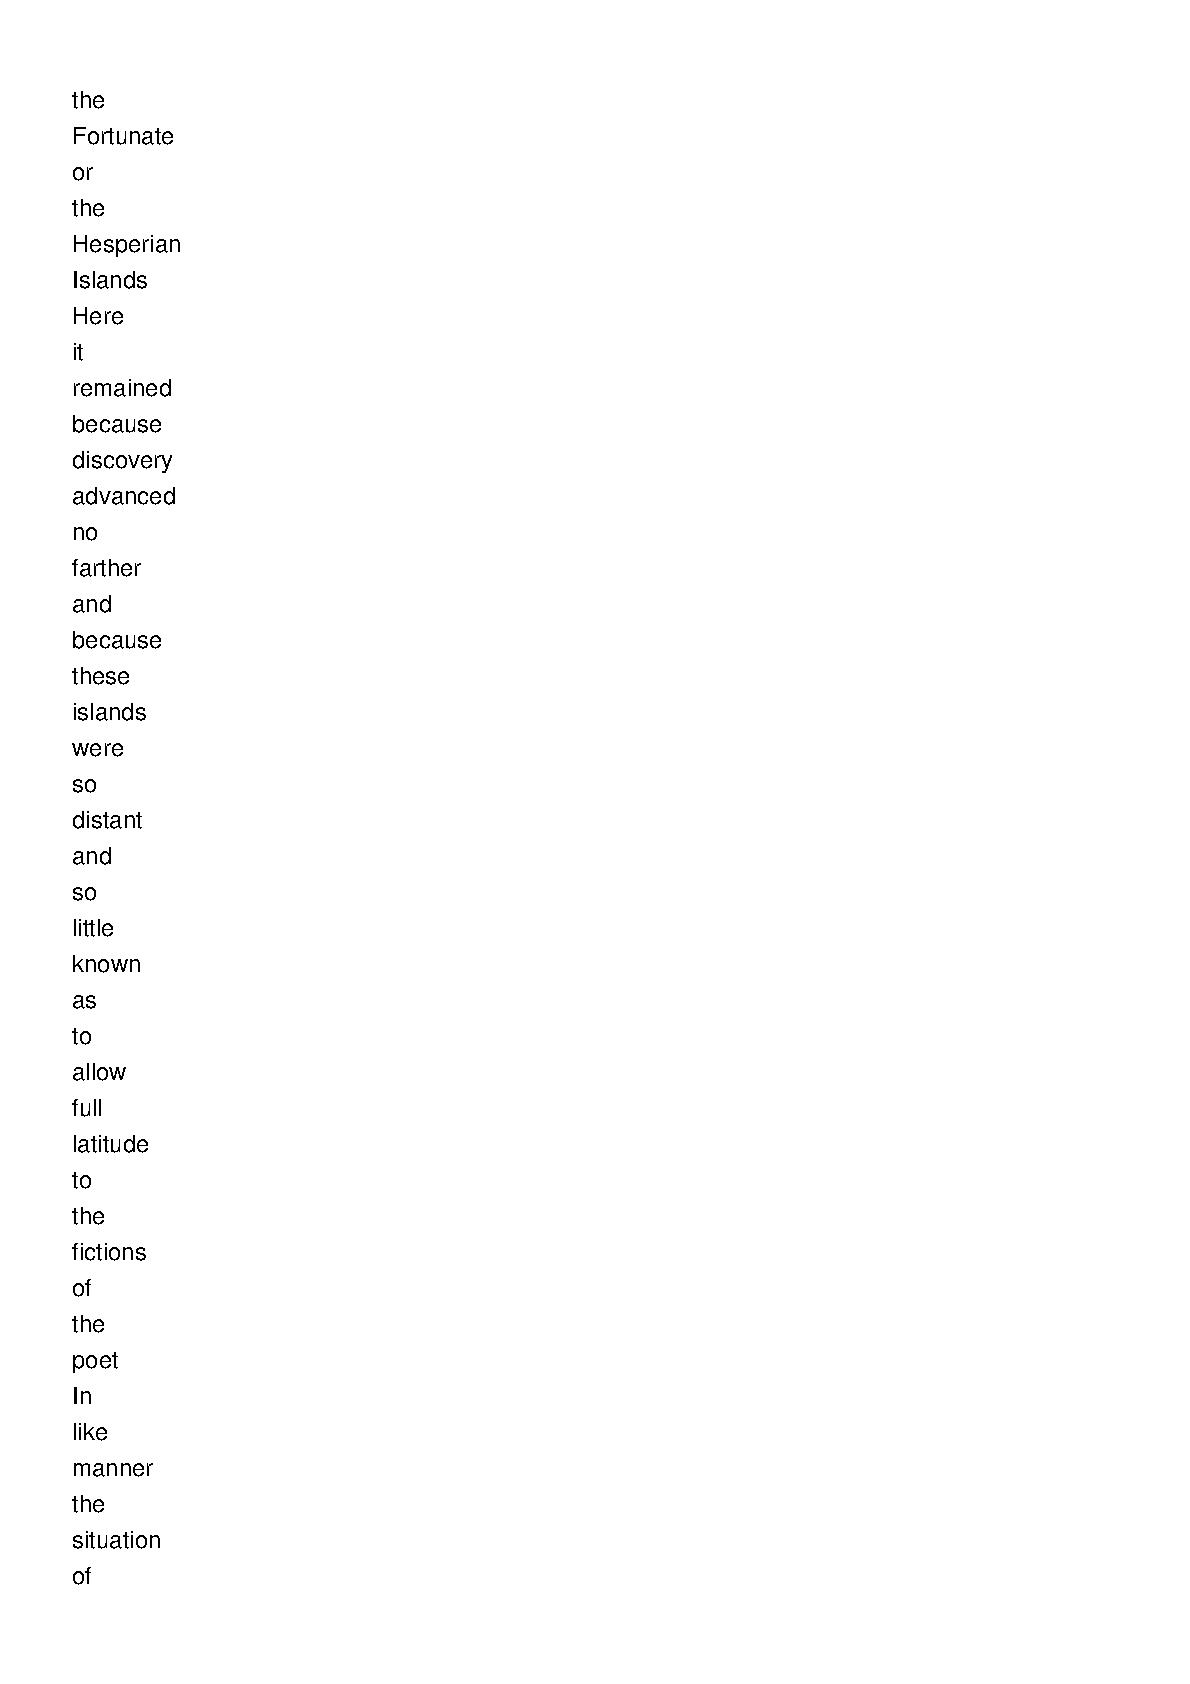 the
Fortunate
or
the
Hesperian
Islands
Here
it
remained
because
discovery
advanced
no
farther
and
because
these
islands
were
so
distant
and
so
little
known
as
to
allow
full
latitude
to
the
fictions
of
the
poet
In
like
manner
the
situation
of